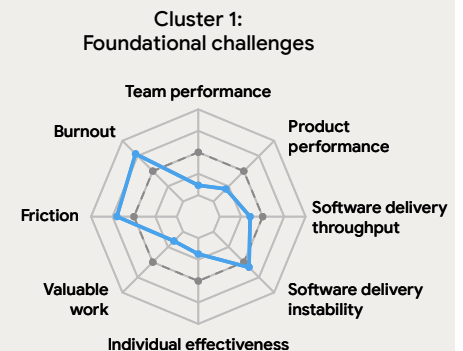 Cluster 1:
Foundational challenges
Team performance
Burnout
Product
performance
Friction
Software delivery
throughput
Valuable
work
Software delivery
instability
Individual effectiveness